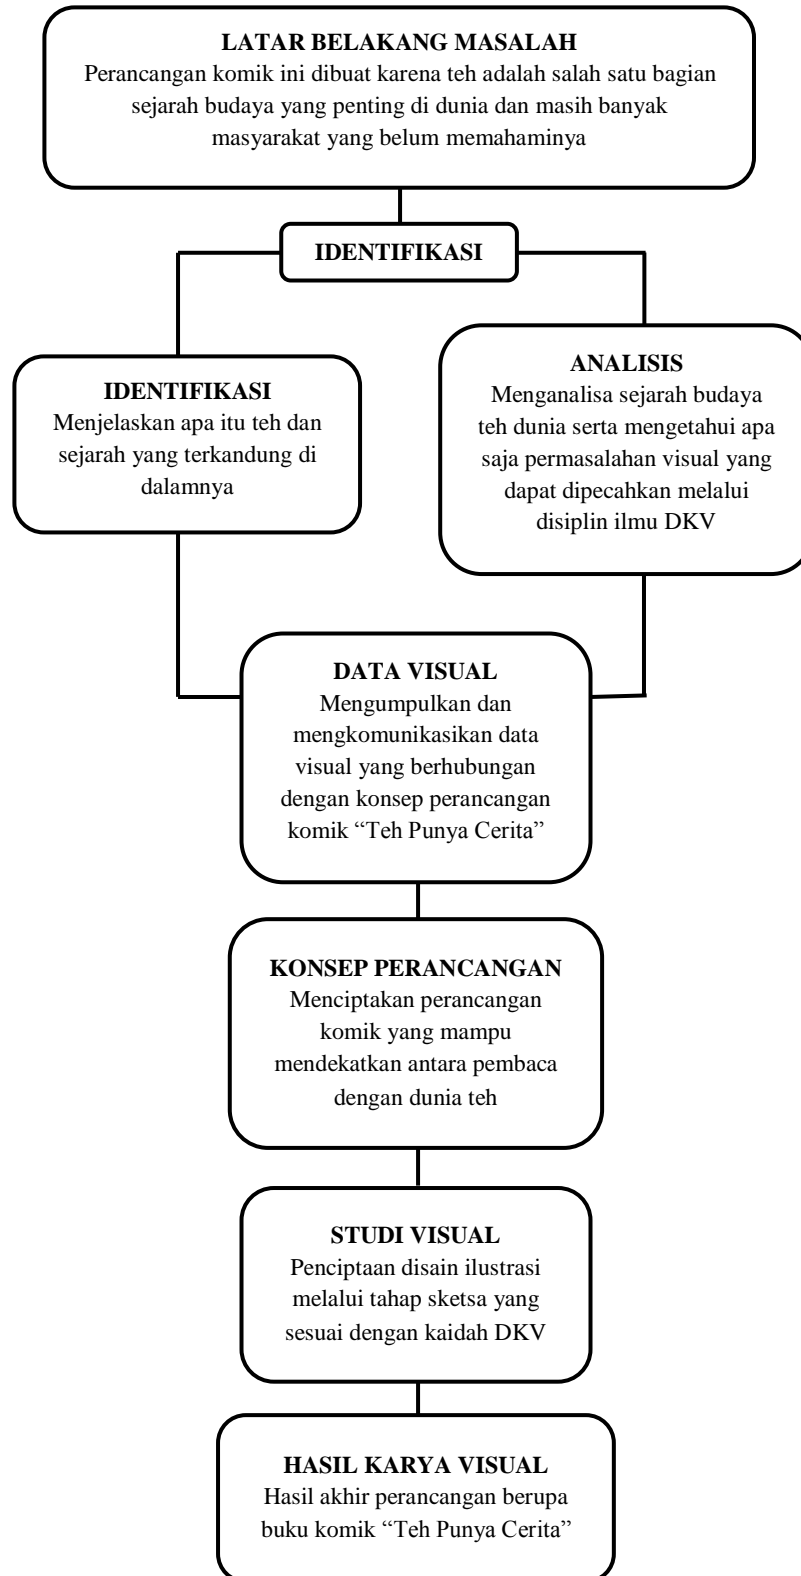 LATAR BELAKANG MASALAH
Perancangan komik ini dibuat karena teh adalah salah satu bagian
sejarah budaya yang penting di dunia dan masih banyak
masyarakat yang belum memahaminya
IDENTIFIKASI
IDENTIFIKASI
Menjelaskan apa itu teh dan
sejarah yang terkandung di
dalamnya
ANALISIS
Menganalisa sejarah budaya
teh dunia serta mengetahui apa
saja permasalahan visual yang
dapat dipecahkan melalui
disiplin ilmu DKV
DATA VISUAL
Mengumpulkan dan
mengkomunikasikan data
visual yang berhubungan
dengan konsep perancangan
komik “Teh Punya Cerita”
KONSEP PERANCANGAN
Menciptakan perancangan
komik yang mampu
mendekatkan antara pembaca
dengan dunia teh
STUDI VISUAL
Penciptaan disain ilustrasi
melalui tahap sketsa yang
sesuai dengan kaidah DKV
HASIL KARYA VISUAL
Hasil akhir perancangan berupa
buku komik “Teh Punya Cerita”